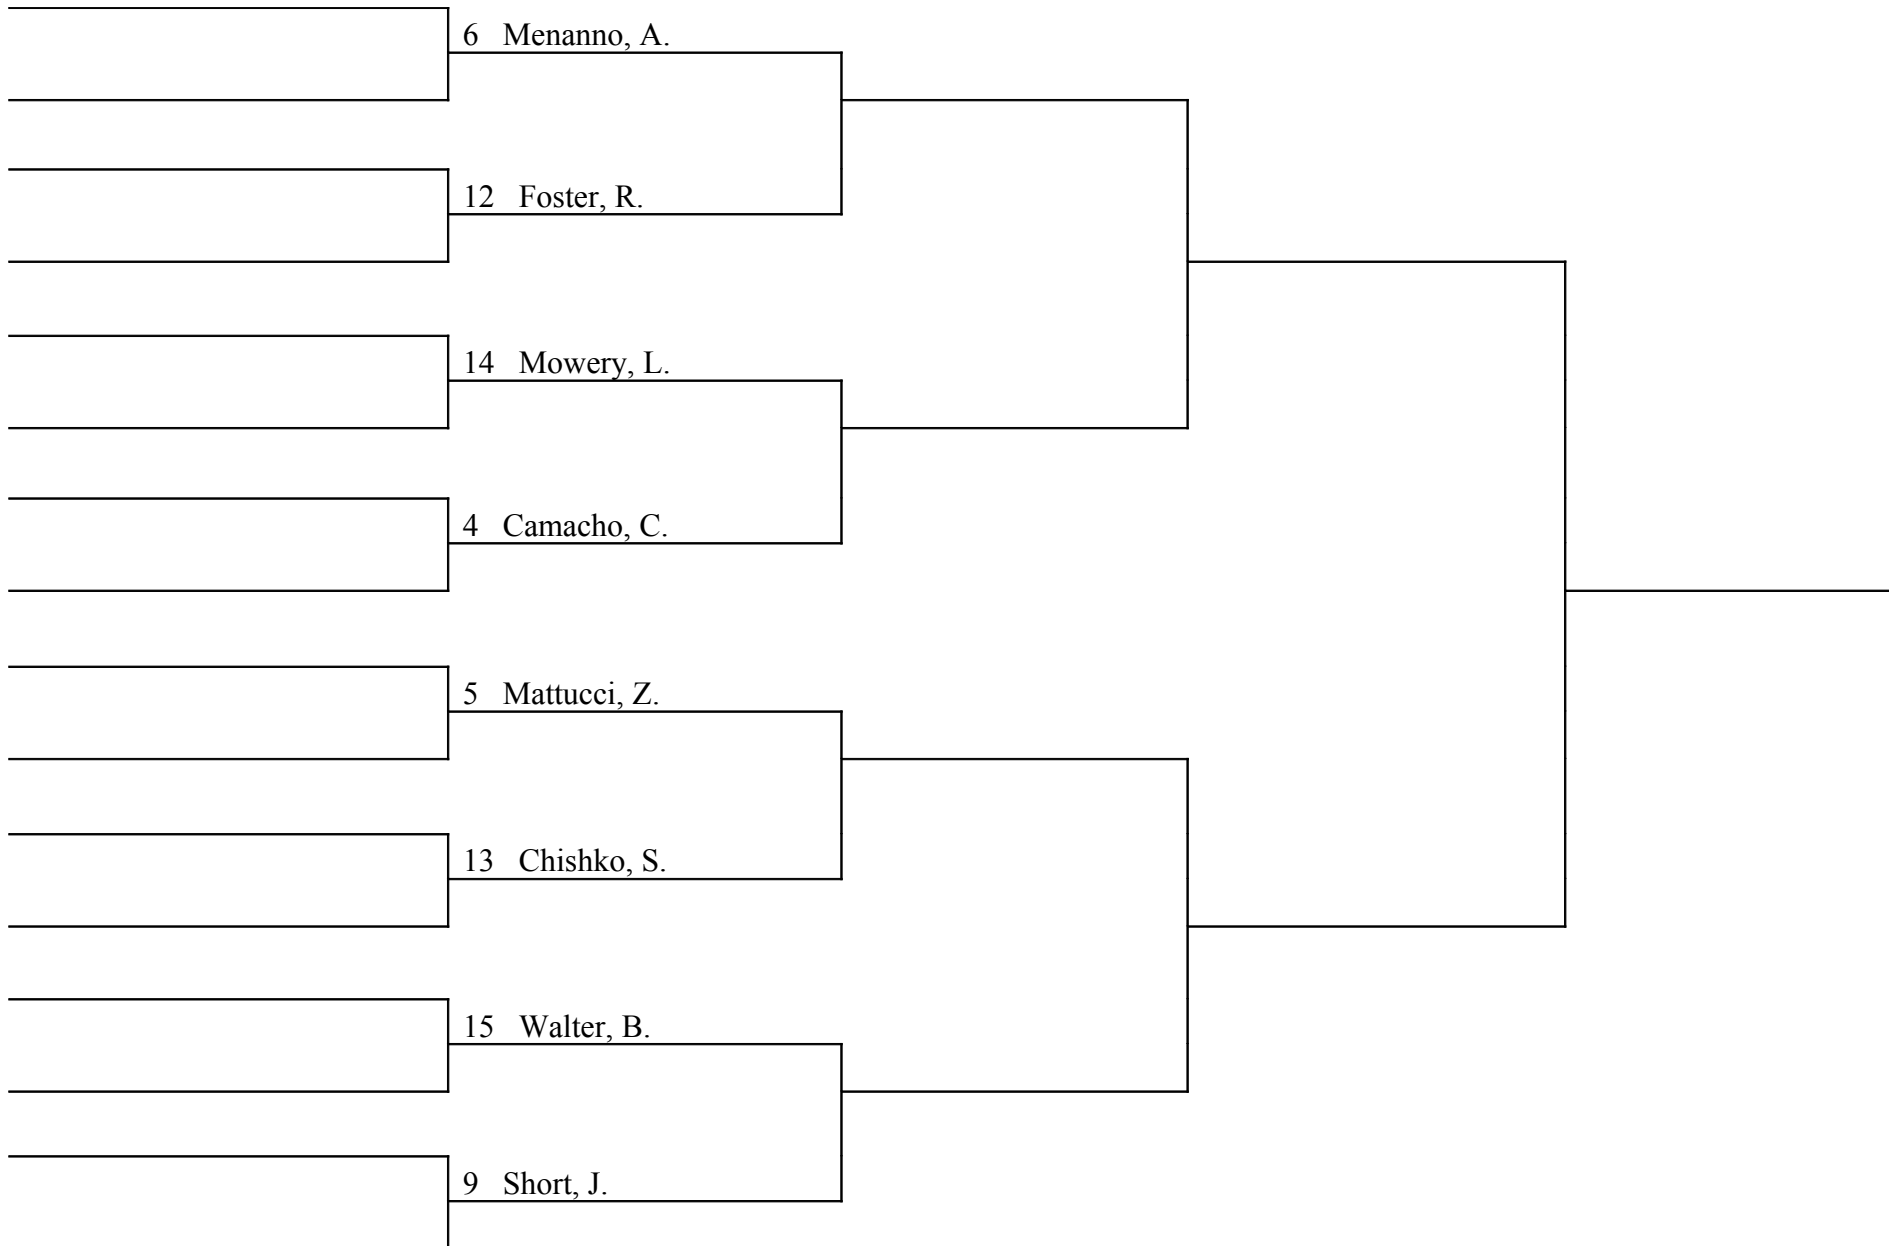 6 Menanno, A.
12 Foster, R.
14 Mowery, L.
4 Camacho, C.
5 Mattucci, Z.
13 Chishko, S.
15 Walter, B.
9 Short, J.